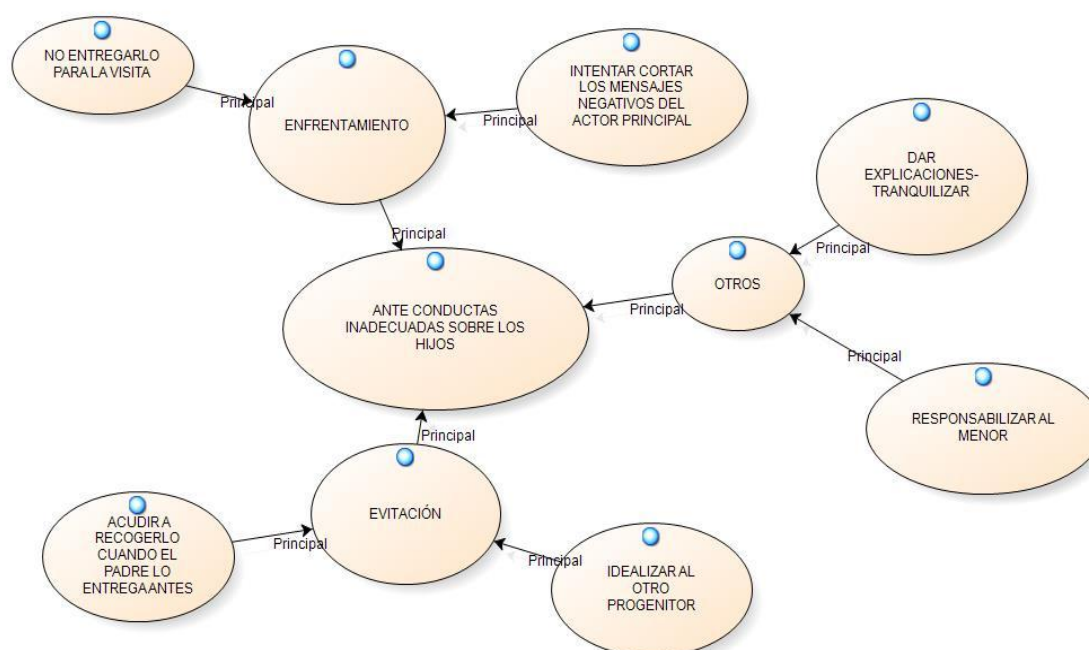 NO ENTREGARLO
PARA LA VISITA
Principal
ENFRENTAMIENTO
Principal
INTENTAR CORTAR
LOS MENSAJES
NEGATIVOS DEL
ACTOR PRINCIPAL
Principal
DAR
EXPLICACIONES-
TRANQUILIZAR
Principal
OTROS
Principal
ANTE CONDUCTAS
INADECUADAS SOBRE LOS
HIJOS
Principal
RESPONSABILIZAR AL
MENOR
Principal
EVITACIÓN
ACUDIR A
RECOGERLO
CUANDO EL
PADRE LO
ENTREGA ANTES
Principal
Principal
IDEALIZAR AL
OTRO
PROGENITOR